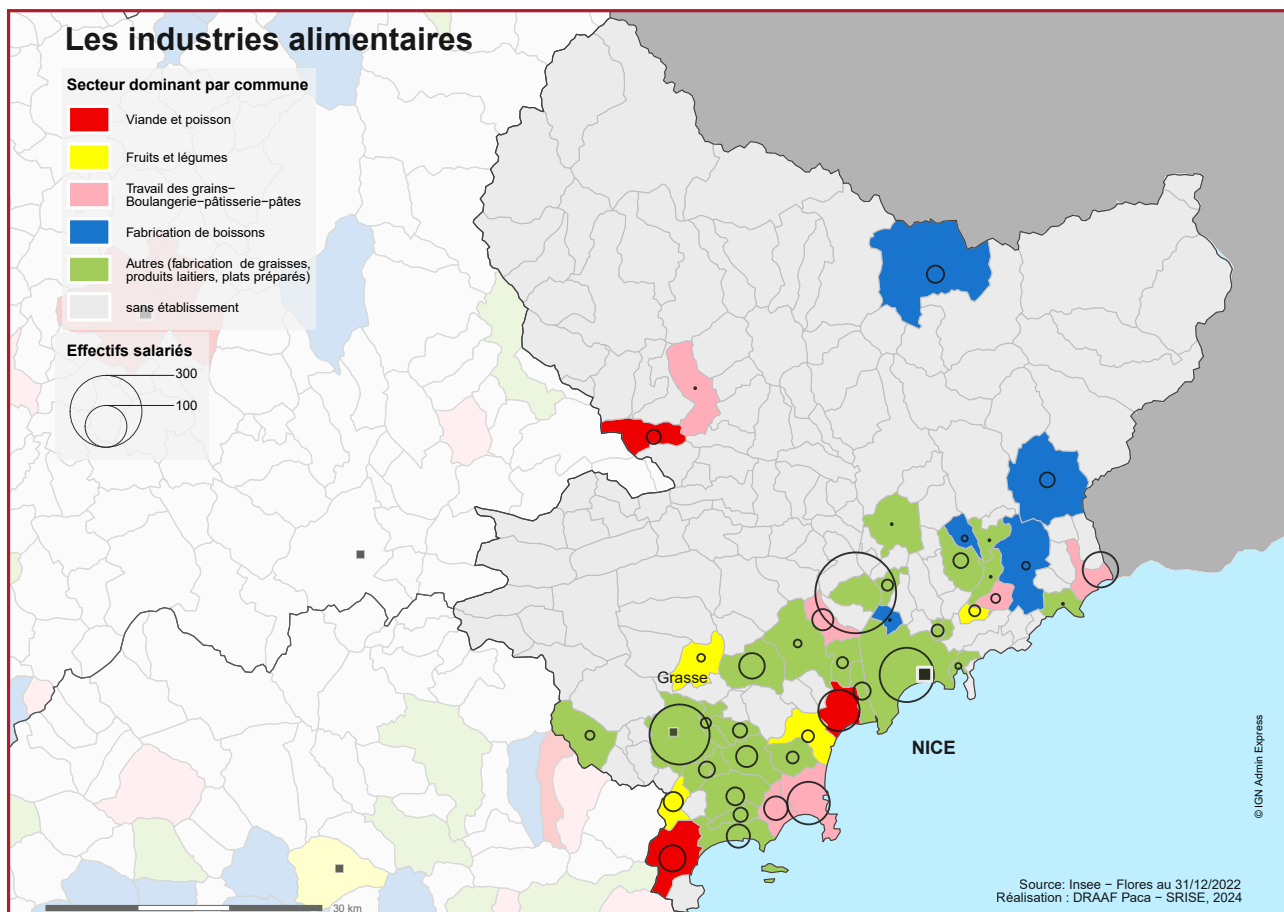 Les industries alimentaires
Secteur dominant par commune
Viande et poisson
Fruits et légumes
Travail des grains−
Boulangerie−pâtisserie−pâtes
Fabrication de boissons
Autres (fabrication de graisses,
produits laitiers, plats préparés)
sans établissement
Effectifs salariés
300
100
Grasse
NICE
© IGN Admin Express
Source: Insee − Flores au 31/12/2022
Réalisation : DRAAF Paca − SRISE, 2024
30 km